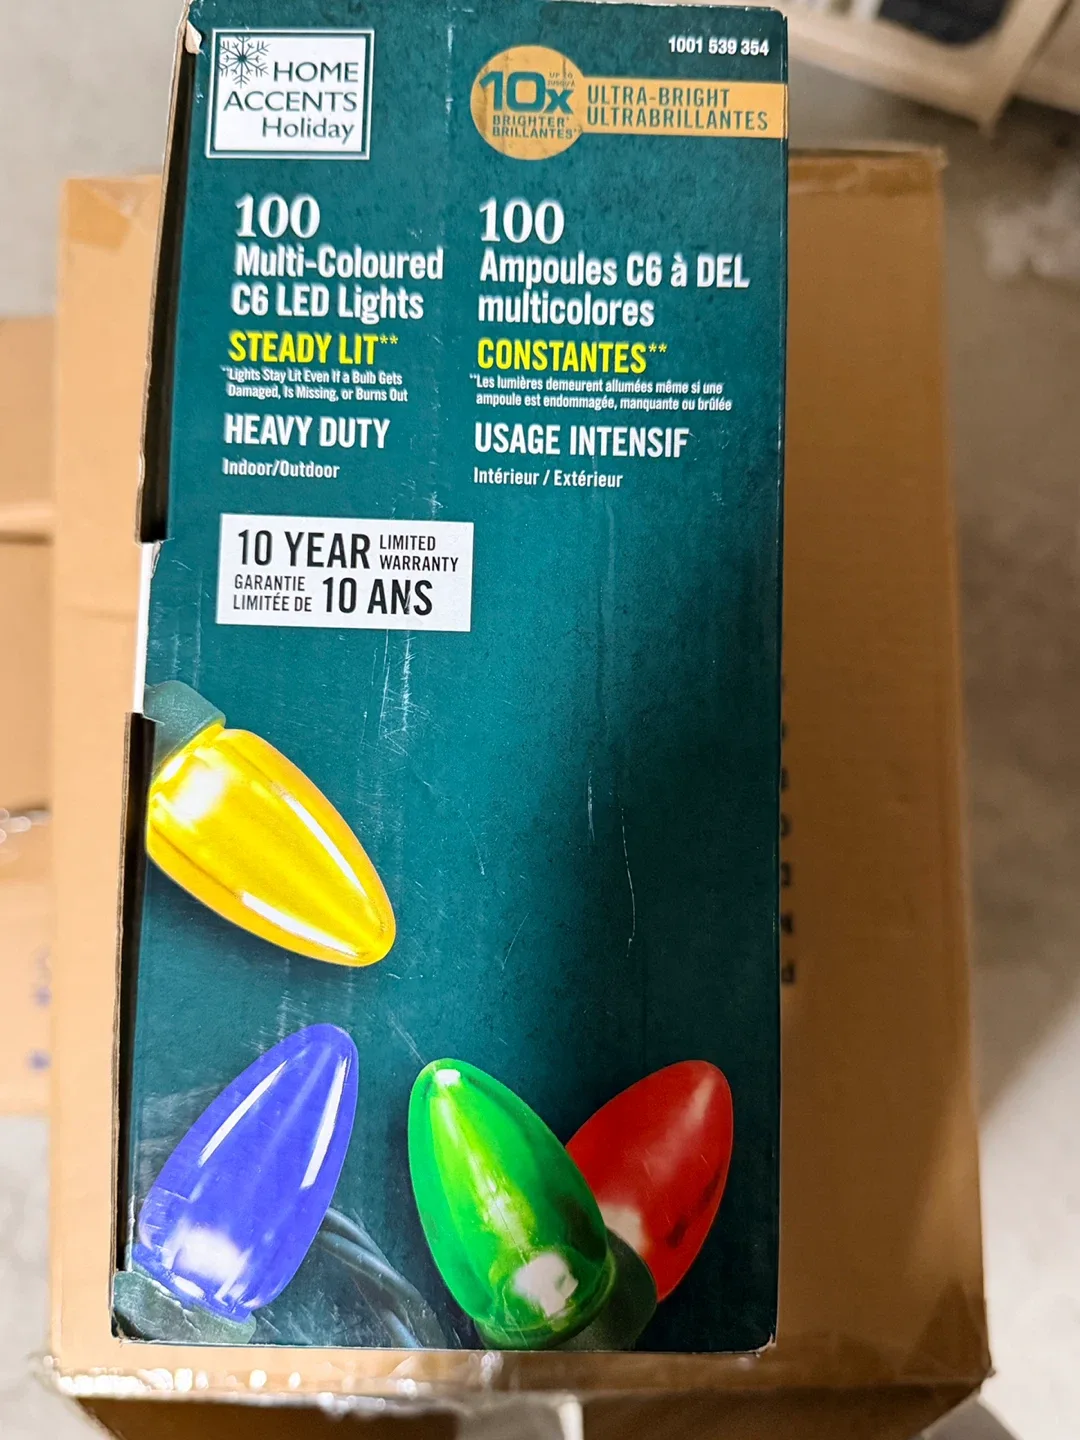 HOME
ACCENTS
Holiday
1001 539 354
UP TO
JUSQU'À
10x
BRIGHTER*
BRILLANTES*
ULTRA-BRIGHT
ULTRABRILLANTES
100
Multi-Coloured
C6 LED Lights
STEADY LIT**
**Lights Stay Lit Even If a Bulb Gets
Damaged, Is Missing, or Burns Out
HEAVY DUTY
Indoor/Outdoor
100
Ampoules C6 à DEL
multicolores
CONSTANTES**
**Les lumières demeurent allumées même si une
ampoule est endommagée, manquante ou brûlée
USAGE INTENSIF
Intérieur / Extérieur
10 YEAR LIMITED WARRANTY
GARANTIE LIMITÉE DE 10 ANS